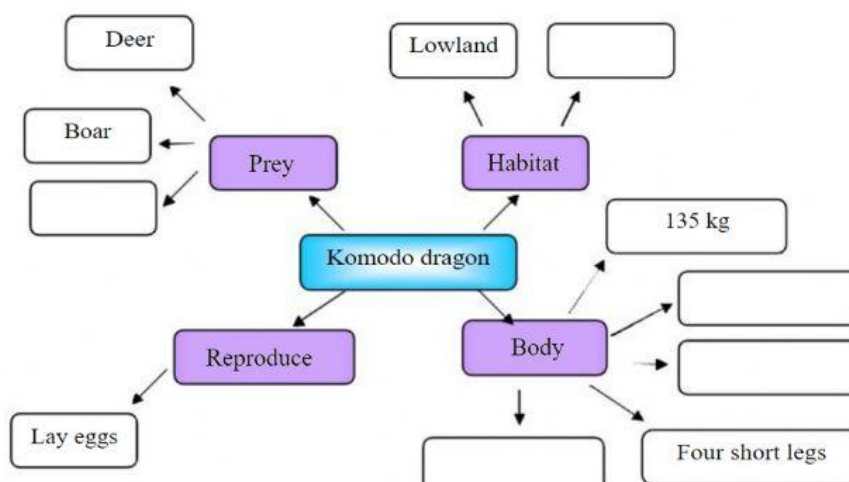 Deer
Lowland
Boar
Prey
Habitat
135 kg
Komodo dragon
Reproduce
Body
Lay eggs
Four short legs